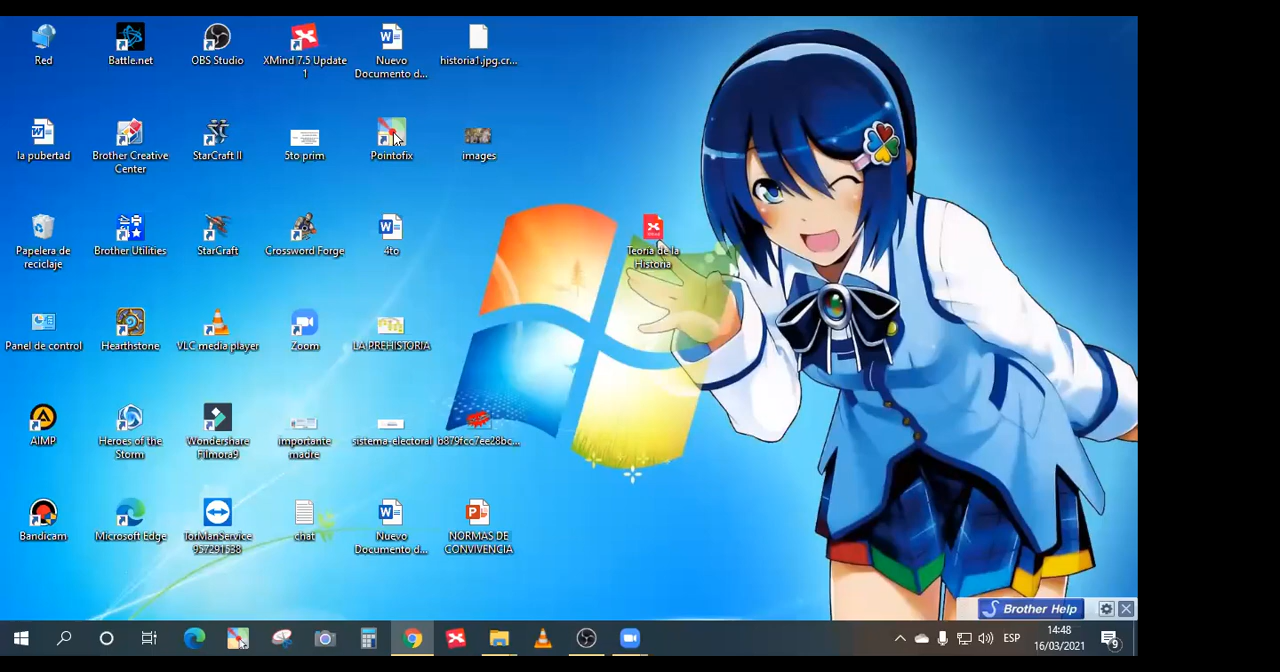 Red
Battle.net
OBS Studio
XMind 7.5 Update
1
Nuevo
Documento d...
historia1.jpg.cr...
la pubertad
Brother Creative
Center
StarCraft II
5to prim
Pointofix
images
Papelera de
reciclaje
Brother Utilities
StarCraft
Crossword Forge
4to
Teoria de la
Historia
Panel de control
Hearthstone
VLC media player
Zoom
LA PREHISTORIA
AIMP
Heroes of the
Storm
Wondershare
Filmora9
importante
madre
sistema-electoral
b879fcc7ee28bc...
Bandicam
Microsoft Edge
TorManService
957291538
chat
Nuevo
Documento d...
NORMAS DE
CONVIVENCIA
Brother Help
ESP
14:48
16/03/2021
9